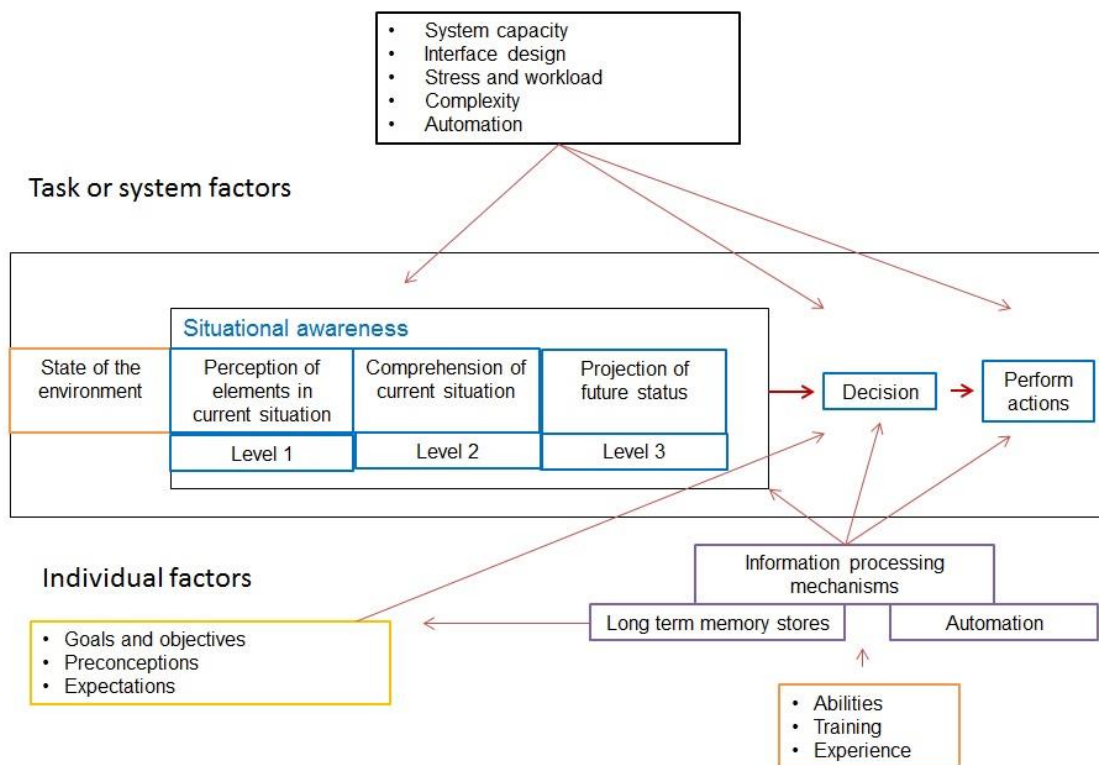 • System capacity
• Interface design
• Stress and workload
• Complexity
• Automation
Task or system factors
Situational awareness
State of the
environment
Perception of
elements in
current situation
Level 1
Comprehension of
current situation
Level 2
Projection of
future status
Level 3
Decision
Perform
actions
Individual factors
• Goals and objectives
• Preconceptions
• Expectations
Information processing
mechanisms
Long term memory stores
Automation
• Abilities
• Training
• Experience